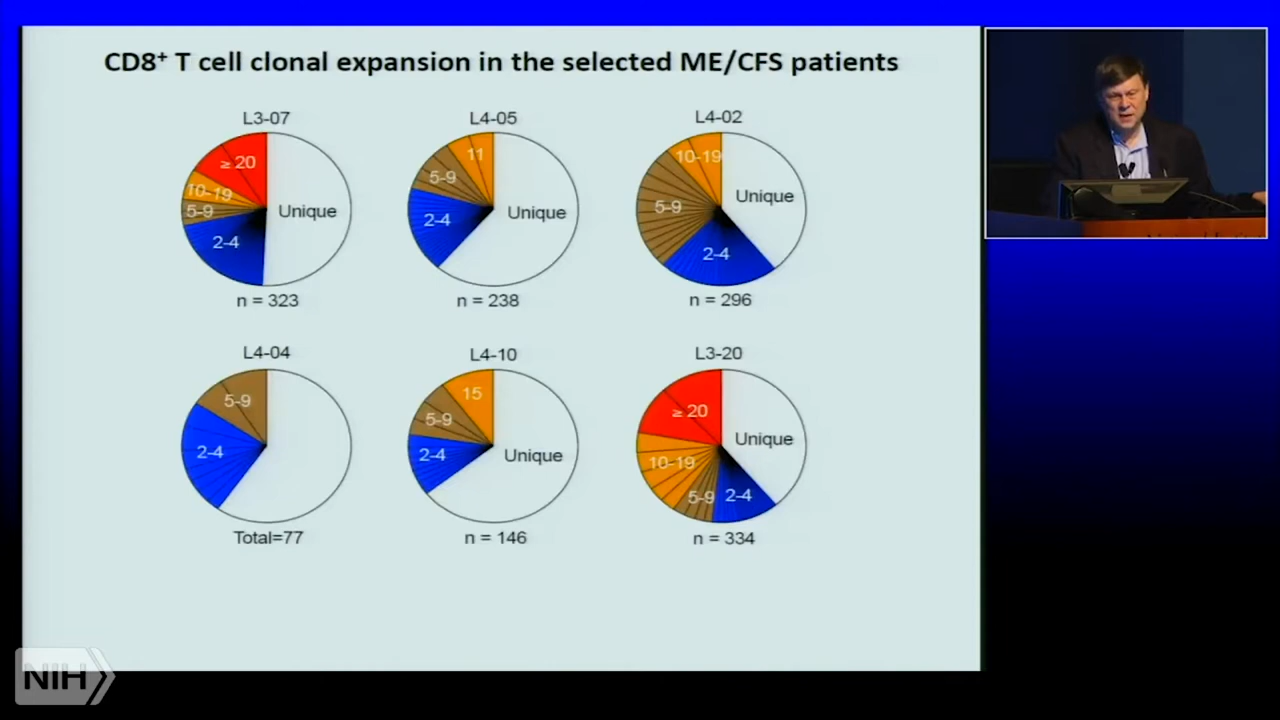 CD8⁺ T cell clonal expansion in the selected ME/CFS patients
L3-07
≥ 20
10-19
5-9
2-4
Unique
n = 323
L4-05
11
5-9
2-4
Unique
n = 238
L4-02
10-19
5-9
2-4
Unique
n = 296
L4-04
5-9
2-4
Total=77
L4-10
15
5-9
2-4
Unique
n = 146
L3-20
≥ 20
10-19
5-9
2-4
Unique
n = 334
NIH